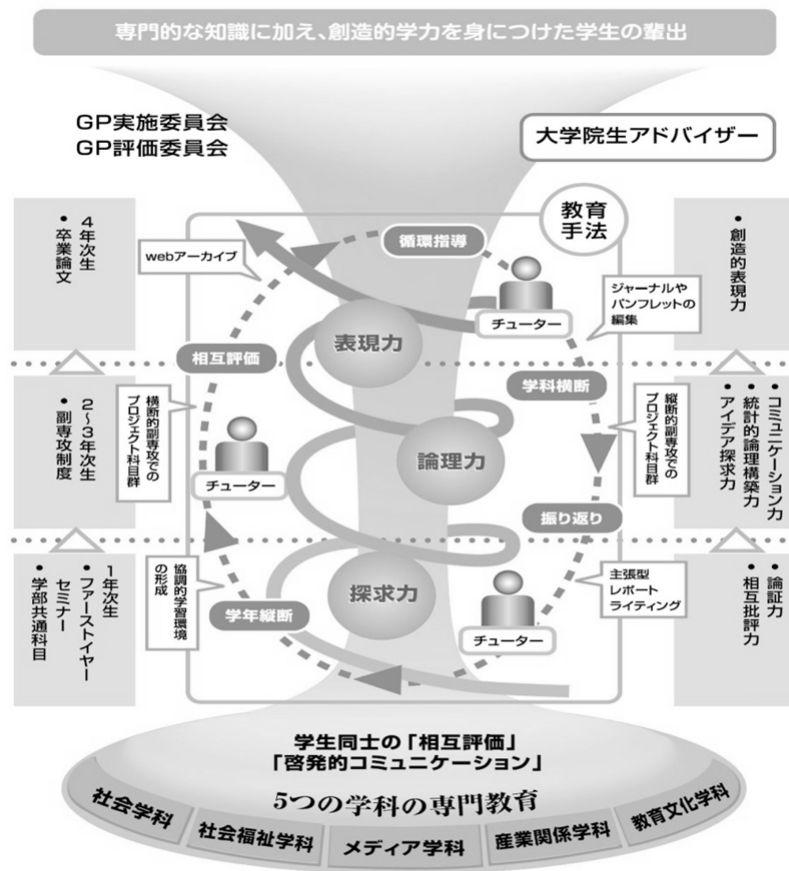 専門的な知識に加え、創造的学力を身につけた学生の輩出
GP実施委員会
GP評価委員会
大学院生アドバイザー
教育
手法
4年次生
・卒業論文
webアーカイブ
循環指導
チューター
ジャーナルや
パンフレットの
編集
・創造的表現力
表現力
相互評価
学科横断
2〜3年次生
・副専攻制度
横断的副専攻での
プロジェクト科目群
チューター
論理力
縦断的副専攻での
プロジェクト科目群
・コミュニケーション力
・統計的論理構築力
・アイデア探求力
振り返り
1年次生
・ファーストイヤー
セミナー
・学部共通科目
協調的学習環境
の形成
学年縦断
探求力
チューター
主張型
レポート
ライティング
・論証力
・相互批評力
学生同士の「相互評価」
「啓発的コミュニケーション」
5つの学科の専門教育
社会学科
社会福祉学科
メディア学科
産業関係学科
教育文化学科